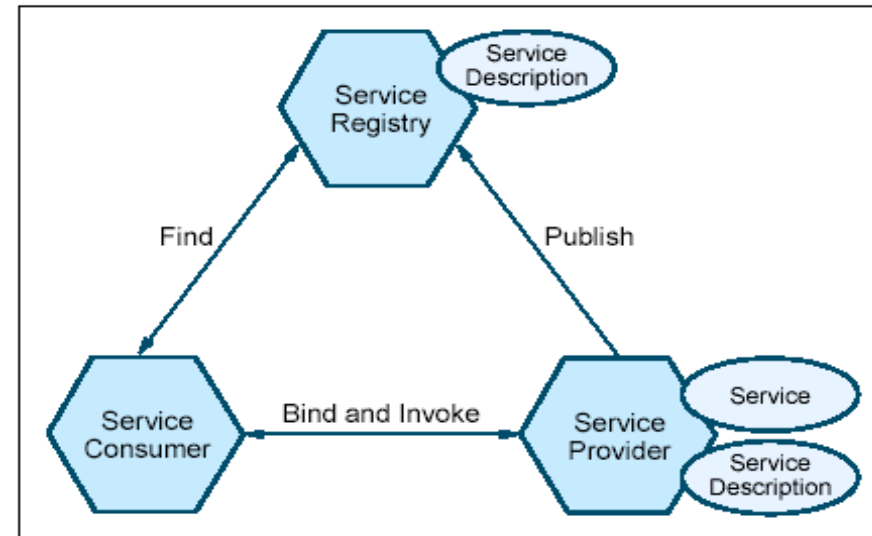 Service
Description
Service
Registry
Find
Publish
Service
Consumer
Bind and Invoke
Service
Provider
Service
Service
Description